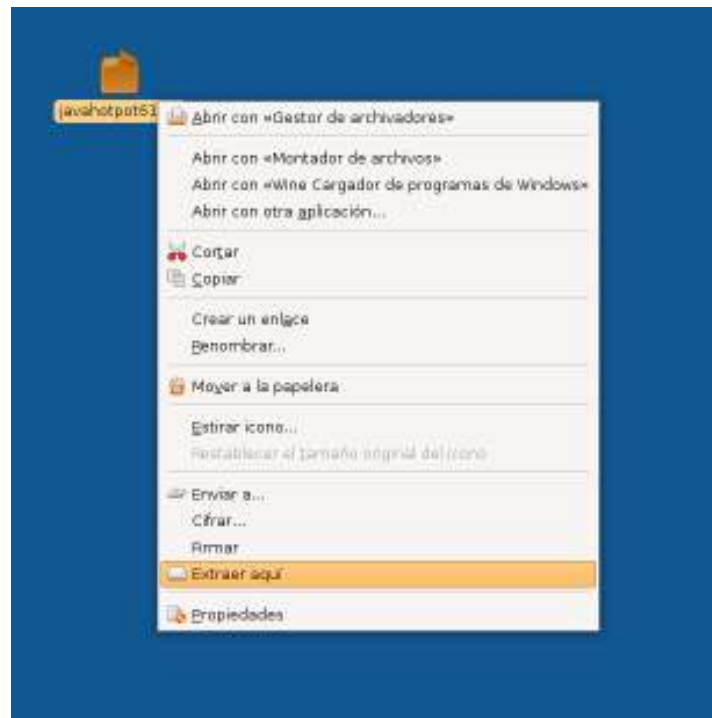 javahotpot61
Abrir con «Gestor de archivadores»
Abrir con «Montador de archivos»
Abrir con «Wine Cargador de programas de Windows»
Abrir con otra aplicación...
Cortar
Copiar
Crear un enlace
Renombrar...
Mover a la papelera
Estirar icono...
Restablecer el tamaño original del icono
Enviar a...
Cifrar...
Firmar
Extraer aquí
Propiedades